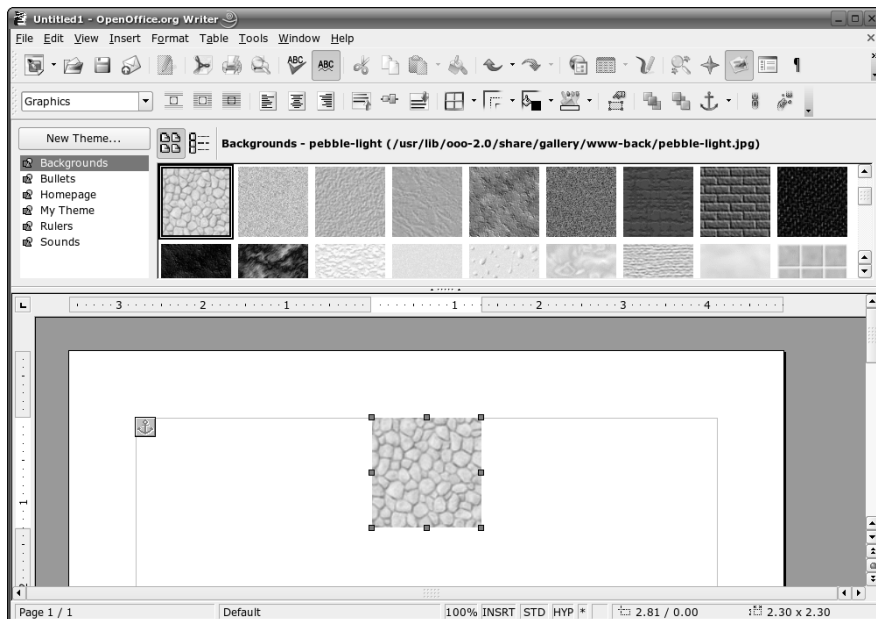 Untitled1 - OpenOffice.org Writer
File Edit View Insert Format Table Tools Window Help
ABC ABC
Graphics
New Theme...
Backgrounds - pebble-light (/usr/lib/ooo-2.0/share/gallery/www-back/pebble-light.jpg)
Backgrounds
Bullets
Homepage
My Theme
Rulers
Sounds
3 2 1 1 2 3 4
1
Page 1 / 1 Default 100% INSRT STD HYP * 2.81 / 0.00 2.30 x 2.30